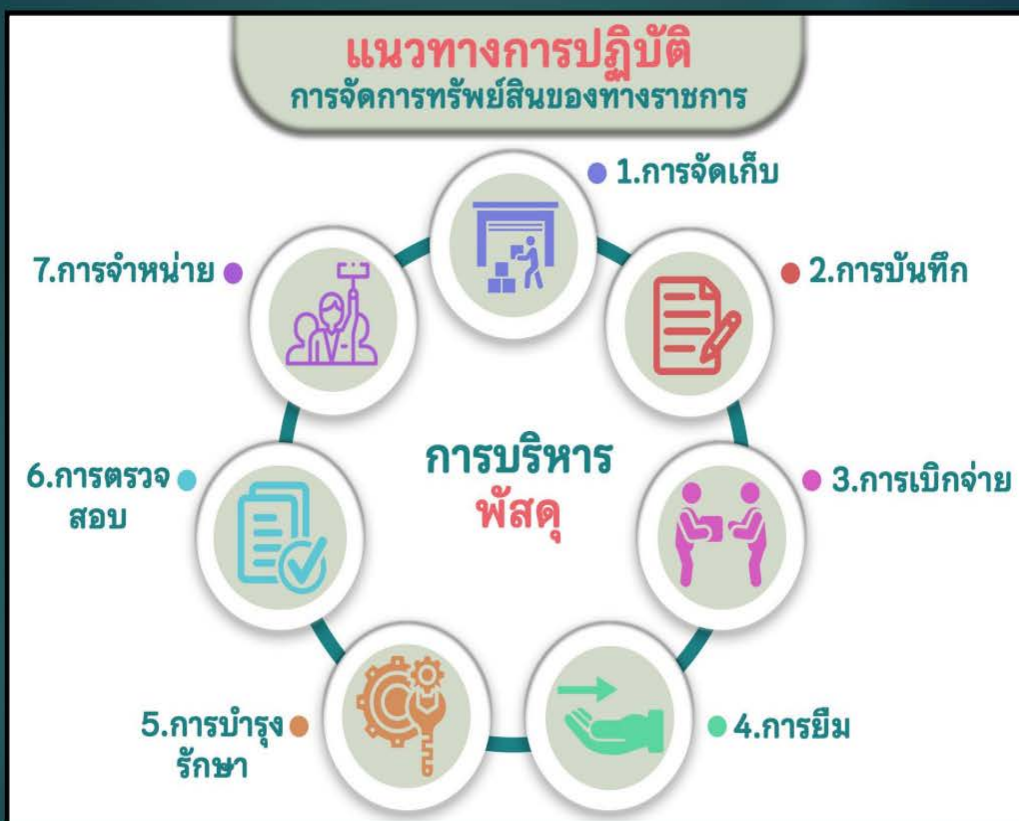 แนวทางการปฏิบัติ
การจัดการทรัพย์สินของทางราชการ
1.การจัดเก็บ
2.การบันทึก
3.การเบิกจ่าย
4.การยืม
5.การบำรุง
รักษา
6.การตรวจ
สอบ
7.การจำหน่าย
การบริหาร
พัสดุ